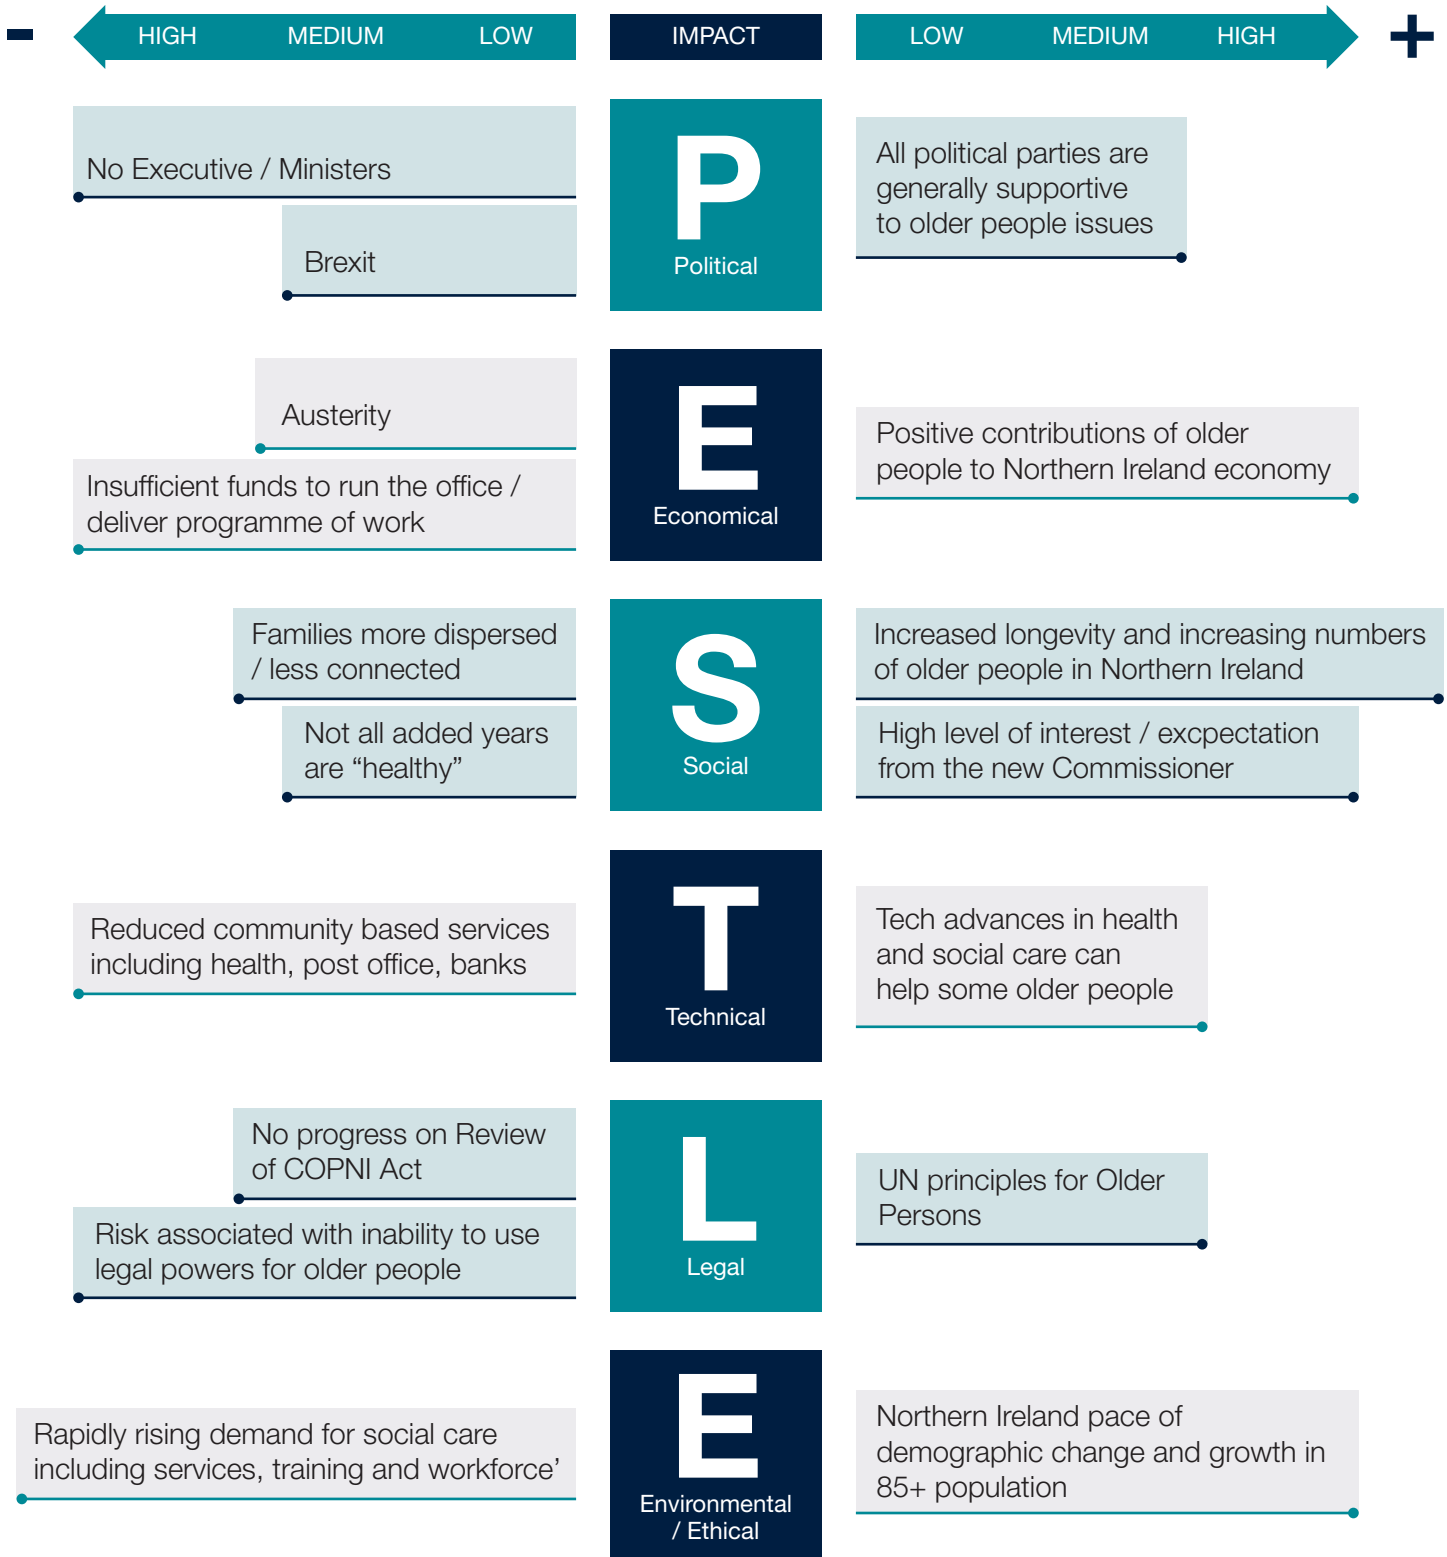 -
HIGH MEDIUM LOW
IMPACT
LOW MEDIUM HIGH
+
No Executive / Ministers
Brexit
P
Political
All political parties are
generally supportive
to older people issues
Austerity
Insufficient funds to run the office /
deliver programme of work
E
Economical
Positive contributions of older
people to Northern Ireland economy
Families more dispersed
/ less connected
Not all added years
are “healthy”
S
Social
Increased longevity and increasing numbers
of older people in Northern Ireland
High level of interest / excpectation
from the new Commissioner
Reduced community based services
including health, post office, banks
T
Technical
Tech advances in health
and social care can
help some older people
No progress on Review
of COPNI Act
Risk associated with inability to use
legal powers for older people
L
Legal
UN principles for Older
Persons
Rapidly rising demand for social care
including services, training and workforce’
E
Environmental
/ Ethical
Northern Ireland pace of
demographic change and growth in
85+ population